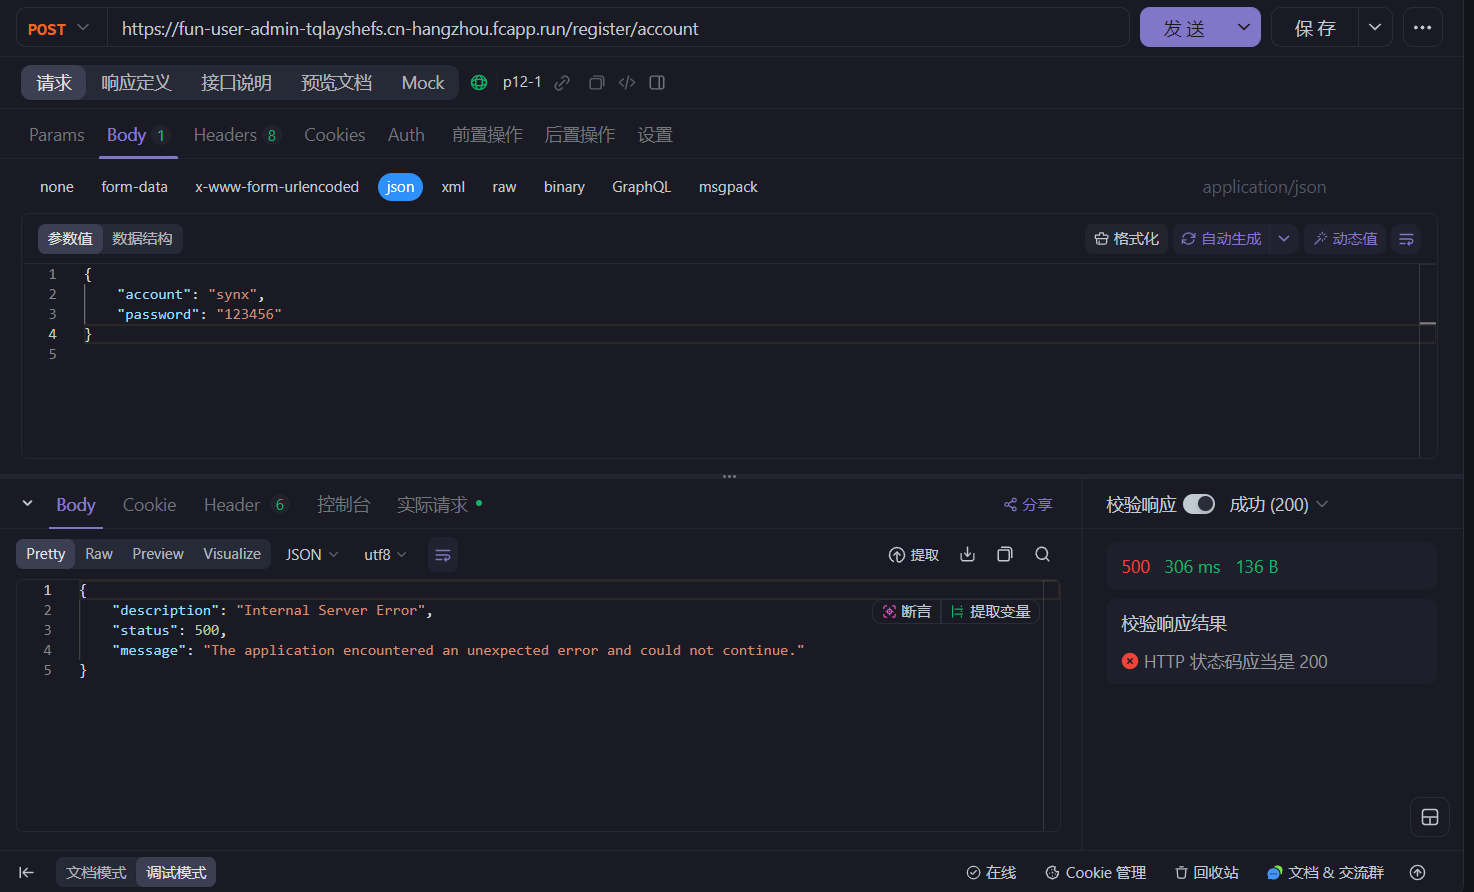 POST https://fun-user-admin-tqlayshefs.cn-hangzhou.fcapp.run/register/account 发送 保存
请求 响应定义 接口说明 预览文档 Mock p12-1
Params Body 1 Headers 8 Cookies Auth 前置操作 后置操作 设置
none form-data x-www-form-urlencoded json xml raw binary GraphQL msgpack application/json
参数值 数据结构 格式化 自动生成 动态值
1 {
2 "account": "synx",
3 "password": "123456"
4 }
5
Body Cookie Header 6 控制台 实际请求 分享 校验响应 成功 (200)
Pretty Raw Preview Visualize JSON utf8 提取
500 306 ms 136 B
1 {
2 "description": "Internal Server Error",
断言 提取变量
3 "status": 500,
4 "message": "The application encountered an unexpected error and could not continue."
5 }
校验响应结果
HTTP 状态码应当是 200
文档模式 调试模式 在线 Cookie 管理 回收站 文档 & 交流群